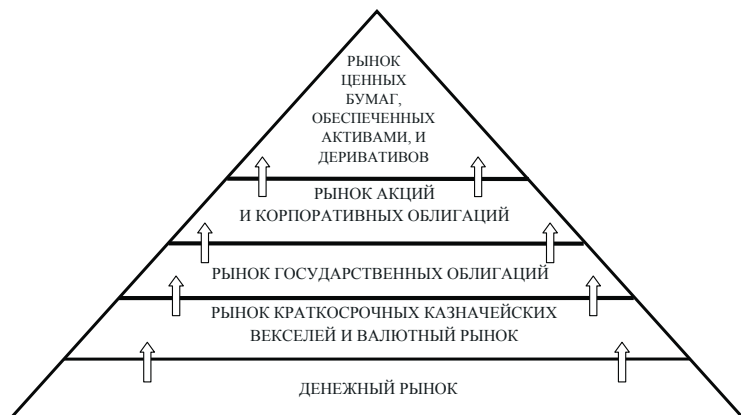 РЫНОК
ЦЕННЫХ
БУМАГ,
ОБЕСПЕЧЕННЫХ
АКТИВАМИ, И
ДЕРИВАТИВОВ
РЫНОК АКЦИЙ
И КОРПОРАТИВНЫХ ОБЛИГАЦИЙ
РЫНОК ГОСУДАРСТВЕННЫХ ОБЛИГАЦИЙ
РЫНОК КРАТКОСРОЧНЫХ КАЗНАЧЕЙСКИХ
ВЕКСЕЛЕЙ И ВАЛЮТНЫЙ РЫНОК
ДЕНЕЖНЫЙ РЫНОК